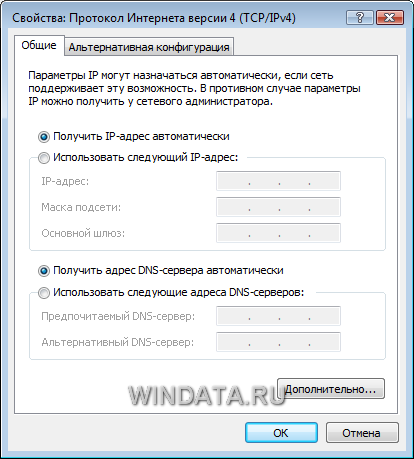 Свойства: Протокол Интернета версии 4 (TCP/IPv4)
Общие
Альтернативная конфигурация
Параметры IP могут назначаться автоматически, если сеть
поддерживает эту возможность. В противном случае параметры
IP можно получить у сетевого администратора.
Получить IP-адрес автоматически
Использовать следующий IP-адрес:
IP-адрес:
Маска подсети:
Основной шлюз:
Получить адрес DNS-сервера автоматически
Использовать следующие адреса DNS-серверов:
Предпочитаемый DNS-сервер:
Альтернативный DNS-сервер:
Дополнительно...
WINDATA.RU
ОК
Отмена